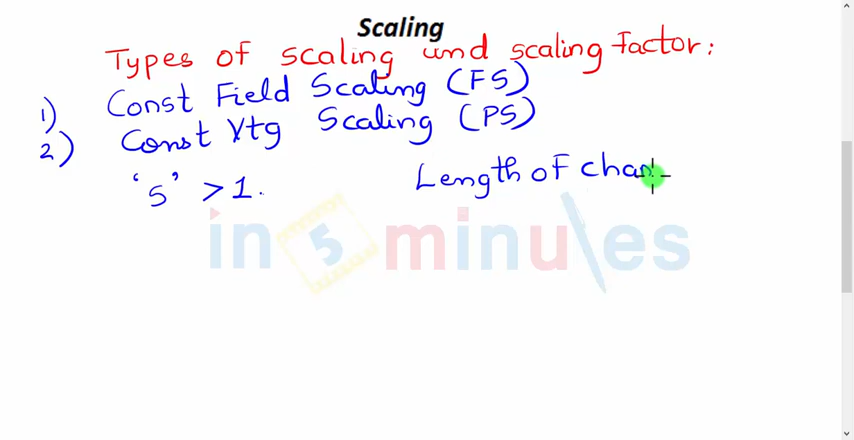 Scaling
Types of scaling und scaling factor:
1) Const Field Scaling (FS)
2) Const Vtg Scaling (PS)
'S' > 1. Length of chan
in 5 minutes